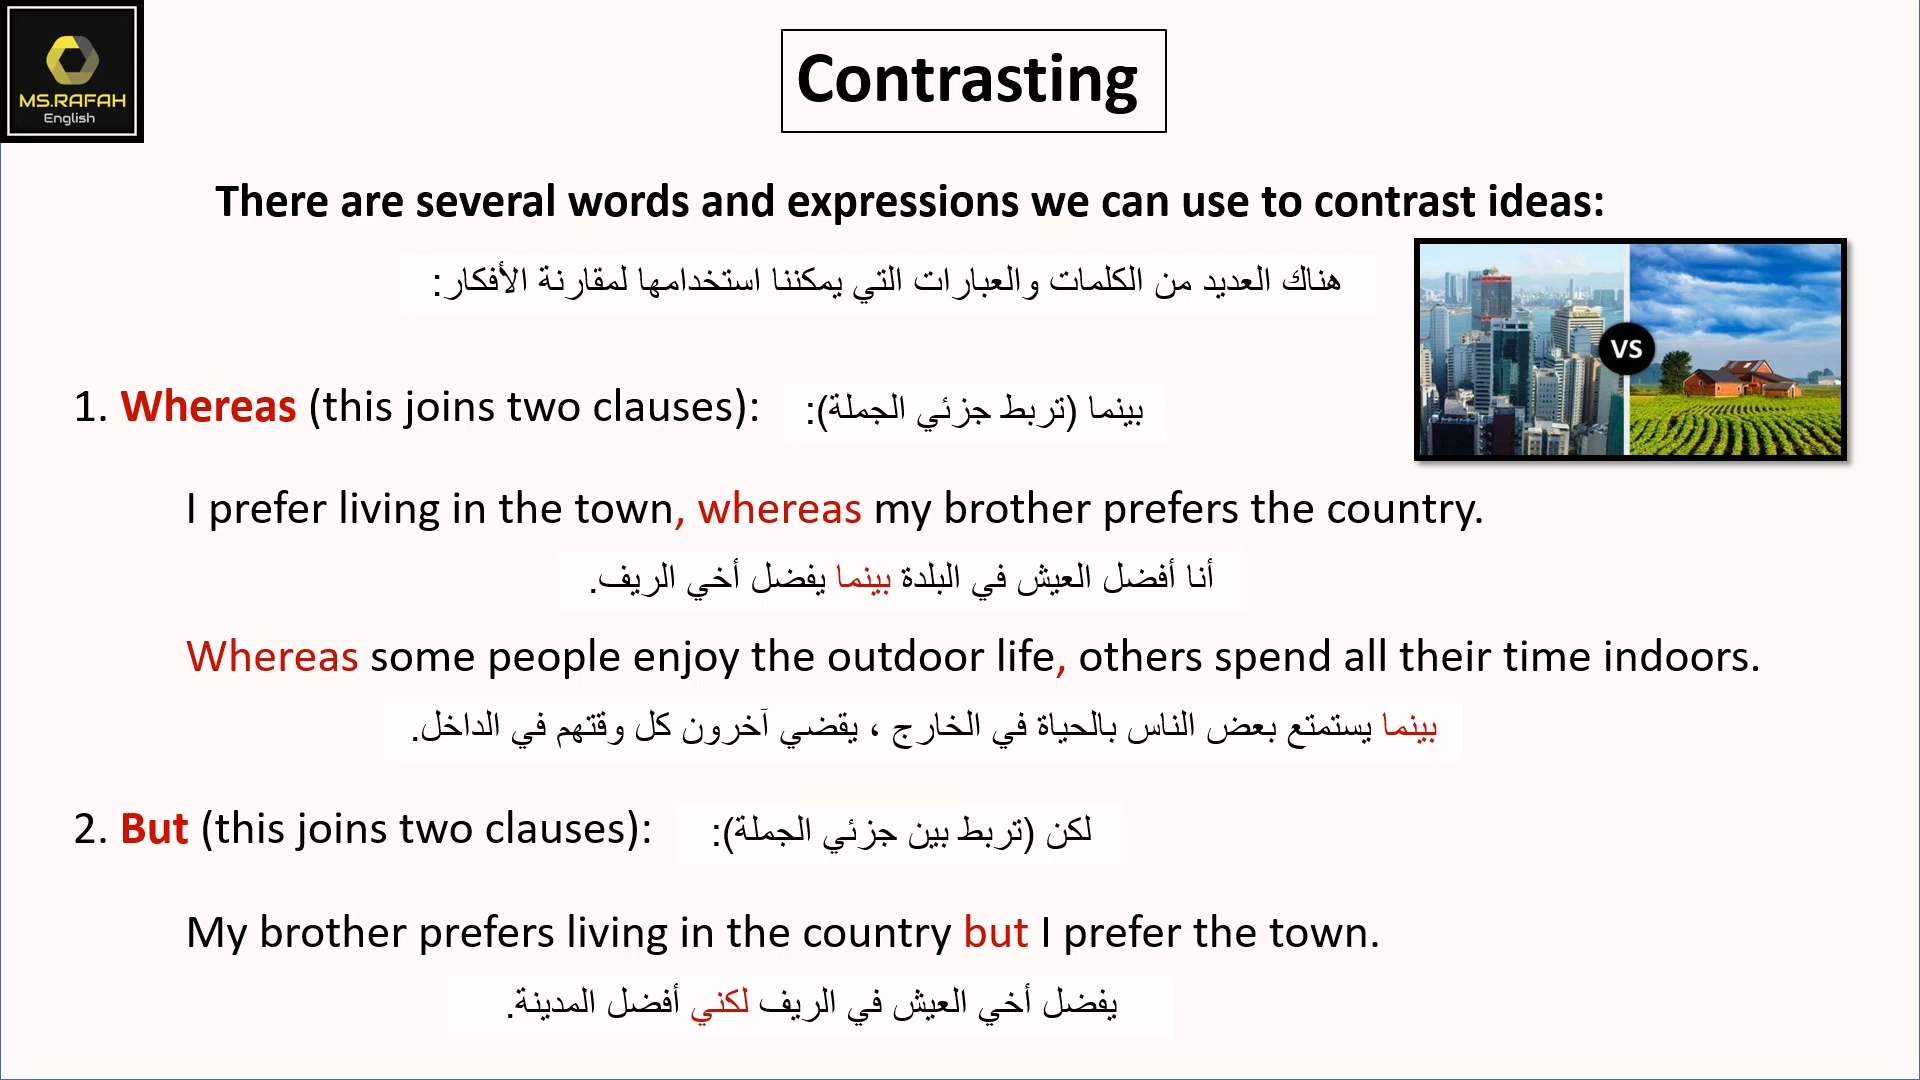 MS.RAFAH
English
Contrasting
There are several words and expressions we can use to contrast ideas:
هناك العديد من الكلمات والعبارات التي يمكننا استخدامها لمقارنة الأفكار:
VS
1. Whereas (this joins two clauses): بينما (تربط جزئي الجملة):
I prefer living in the town, whereas my brother prefers the country.
أنا أفضل العيش في البلدة بينما يفضل أخي الريف.
Whereas some people enjoy the outdoor life, others spend all their time indoors.
بينما يستمتع بعض الناس بالحياة في الخارج ، يقضي آخرون كل وقتهم في الداخل.
2. But (this joins two clauses): لكن (تربط بين جزئي الجملة):
My brother prefers living in the country but I prefer the town.
يفضل أخي العيش في الريف لكني أفضل المدينة.